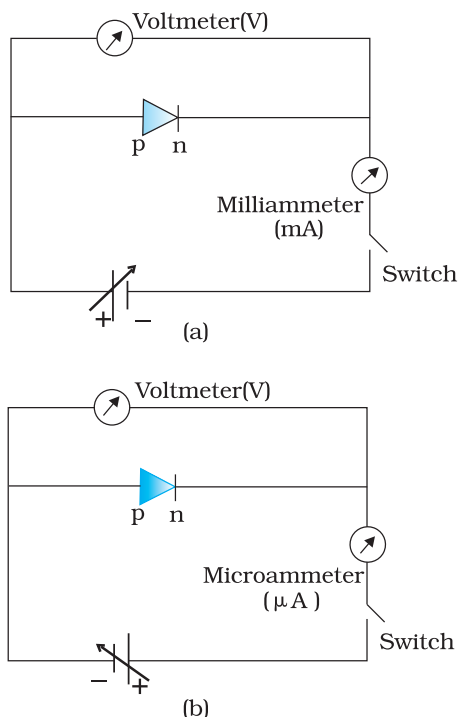 Voltmeter(V)
p n
Milliammeter
(mA)
Switch
+ −
(a)
Voltmeter(V)
p n
Microammeter
(μA)
Switch
− +
(b)